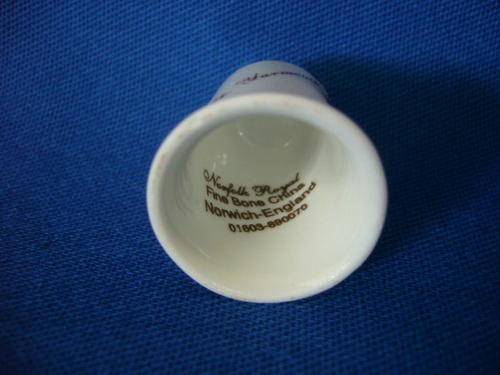 Norfolk Royal
Fine Bone China
Norwich-England
01603-890070